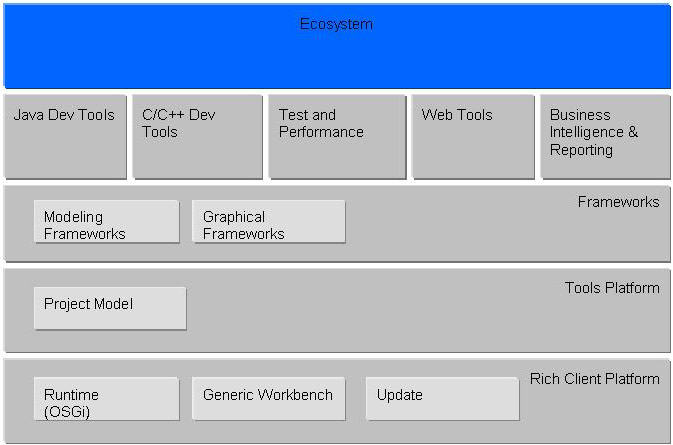 Ecosystem
Java Dev Tools
C/C++ Dev
Tools
Test and
Performance
Web Tools
Business
Intelligence &
Reporting
Frameworks
Modeling
Frameworks
Graphical
Frameworks
Tools Platform
Project Model
Rich Client Platform
Runtime
(OSGi)
Generic Workbench
Update